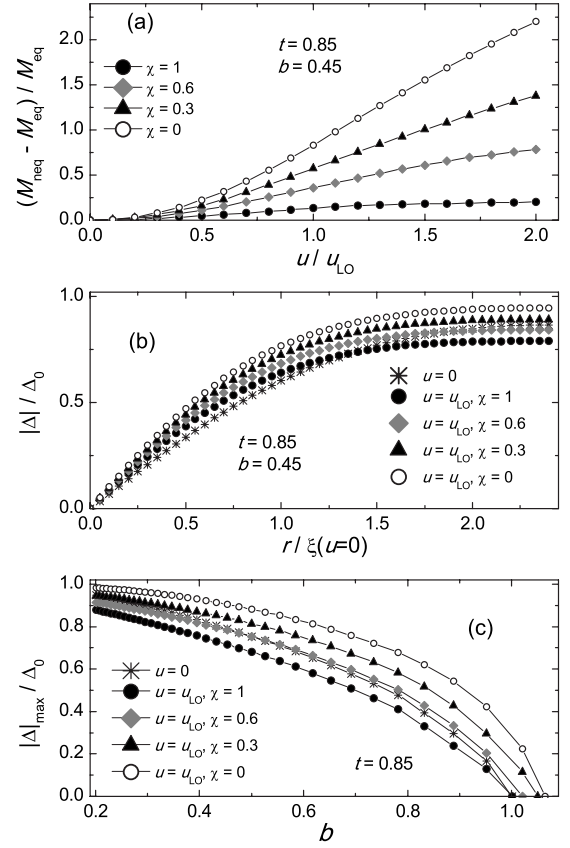 (a)
t = 0.85
b = 0.45
χ = 1
χ = 0.6
χ = 0.3
χ = 0
(M_neq - M_eq) / M_eq
2.0
1.5
1.0
0.5
0.0
0.0 0.5 1.0 1.5 2.0
u / u_LO
(b)
t = 0.85
b = 0.45
u = 0
u = u_LO, χ = 1
u = u_LO, χ = 0.6
u = u_LO, χ = 0.3
u = u_LO, χ = 0
|Δ| / Δ_0
1.0
0.5
0.0
0.0 0.5 1.0 1.5 2.0
r / ξ(u=0)
(c)
u = 0
u = u_LO, χ = 1
u = u_LO, χ = 0.6
u = u_LO, χ = 0.3
u = u_LO, χ = 0
t = 0.85
|Δ|_max / Δ_0
1.0
0.8
0.6
0.4
0.2
0.0
0.2 0.4 0.6 0.8 1.0
b